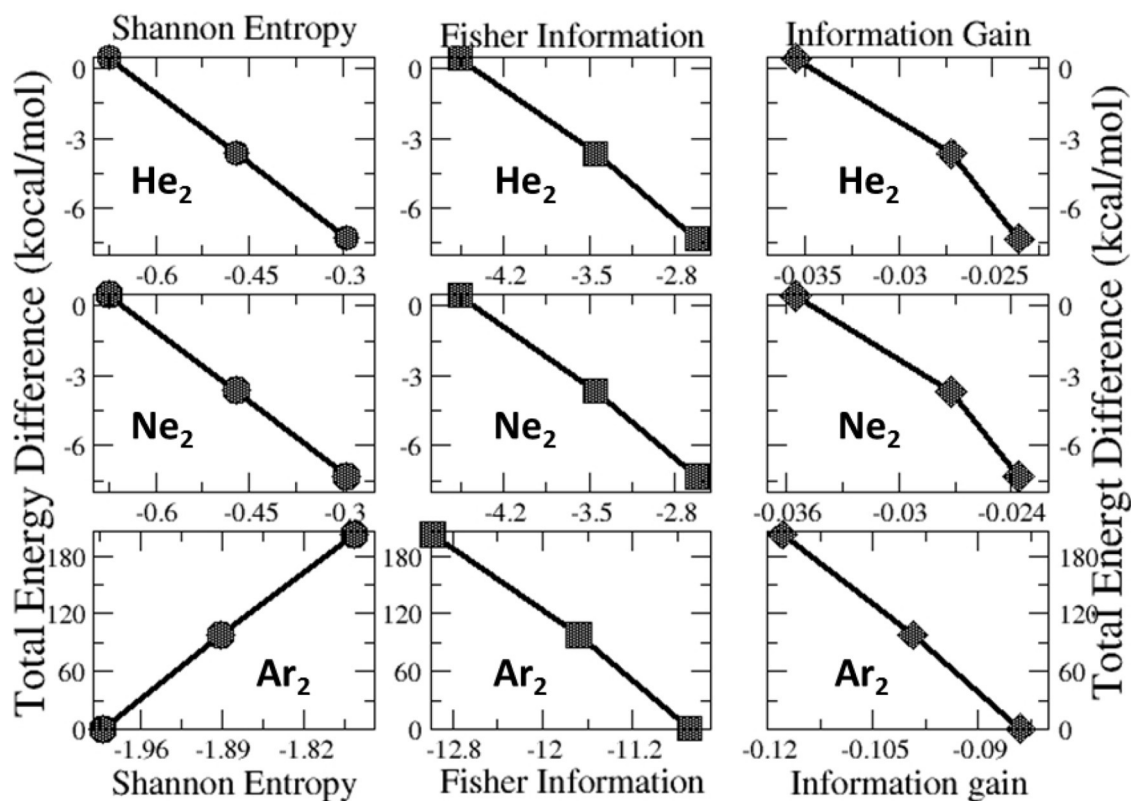 Shannon Entropy Fisher Information Information Gain
Total Energy Difference (kocal/mol)
0 0
-3 -3
-6 -6
He₂ He₂ He₂
-0.6 -0.45 -0.3 -4.2 -3.5 -2.8 -0.035 -0.03 -0.025
0 0
-3 -3
-6 -6
Ne₂ Ne₂ Ne₂
-0.6 -0.45 -0.3 -4.2 -3.5 -2.8 -0.036 -0.03 -0.024
180 180
120 120
60 60
Ar₂ Ar₂ Ar₂
0 0
-1.96 -1.89 -1.82 -12.8 -12 -11.2 -0.12 -0.105 -0.09
Shannon Entropy Fisher Information Information gain
Total Energt Difference (kcal/mol)